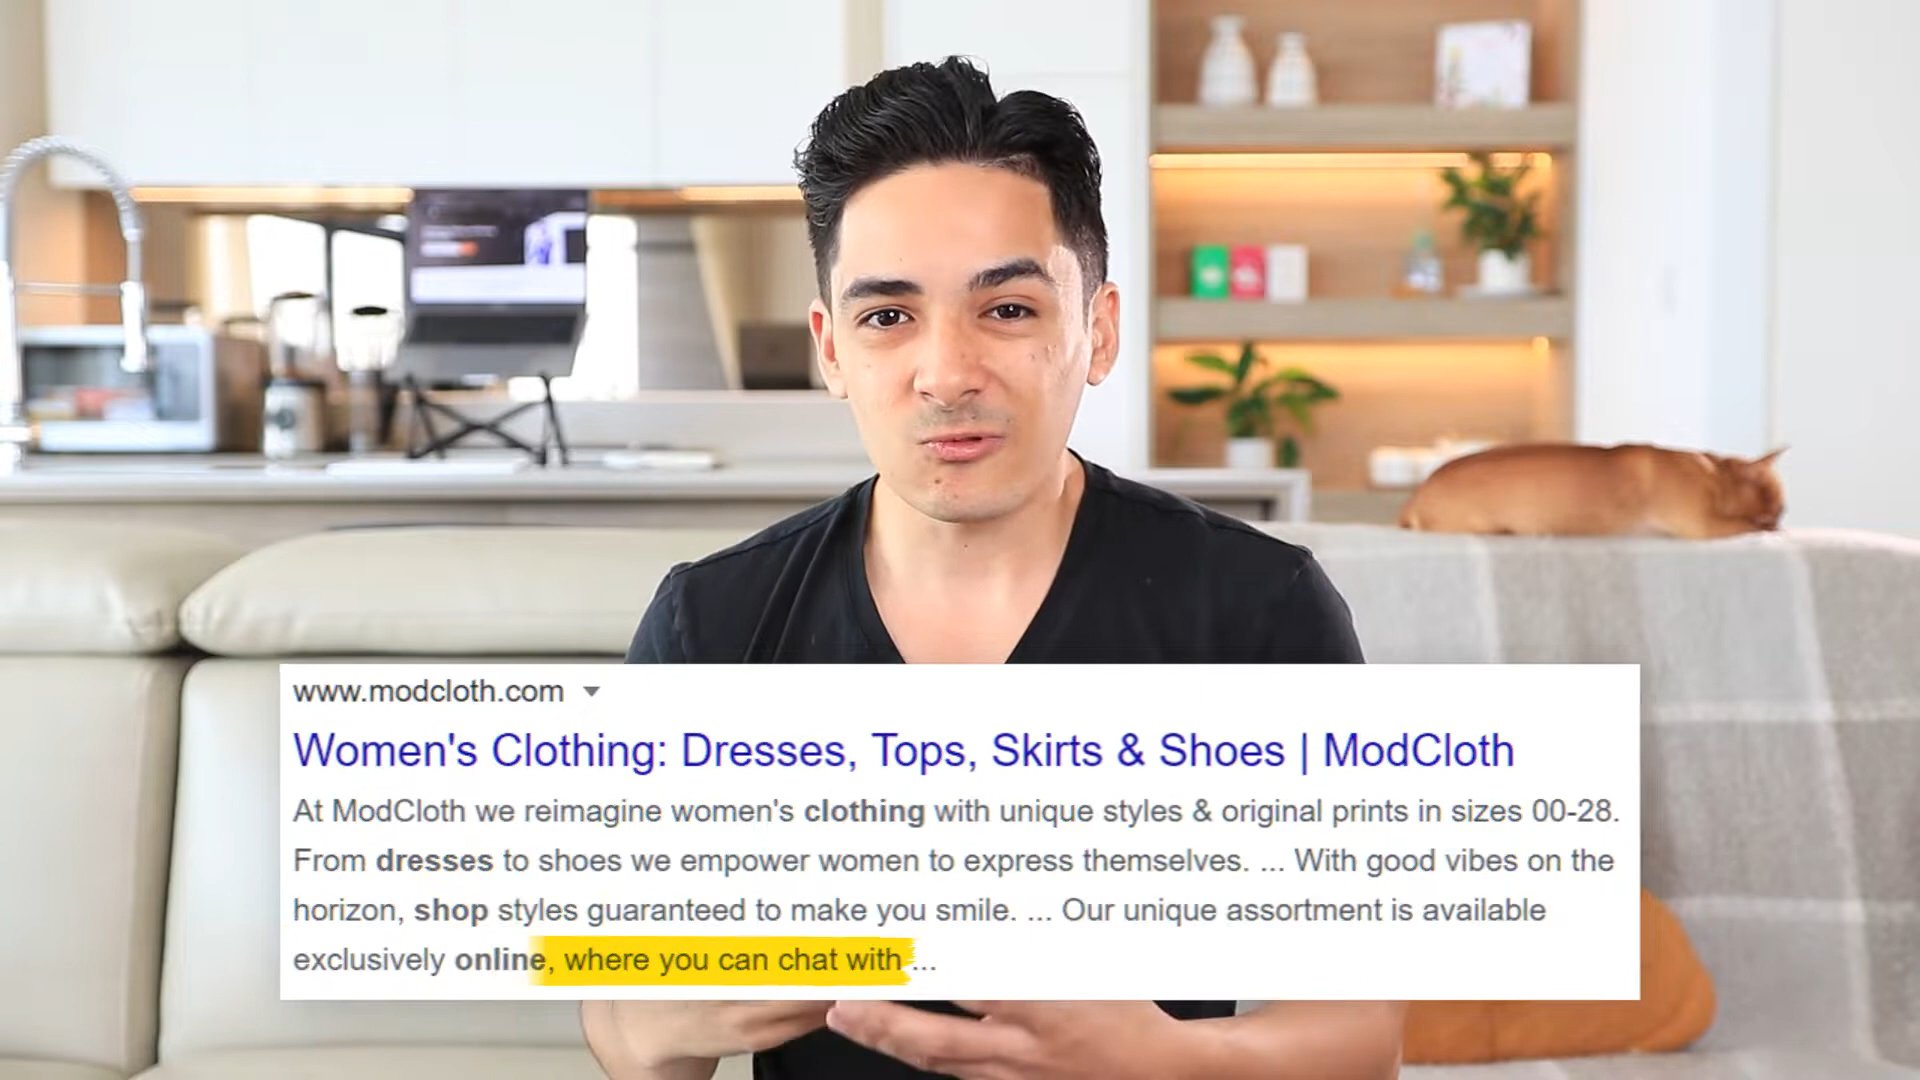 www.modcloth.com
Women's Clothing: Dresses, Tops, Skirts & Shoes | ModCloth
At ModCloth we reimagine women's clothing with unique styles & original prints in sizes 00-28.
From dresses to shoes we empower women to express themselves. ... With good vibes on the
horizon, shop styles guaranteed to make you smile. ... Our unique assortment is available
exclusively online, where you can chat with ...